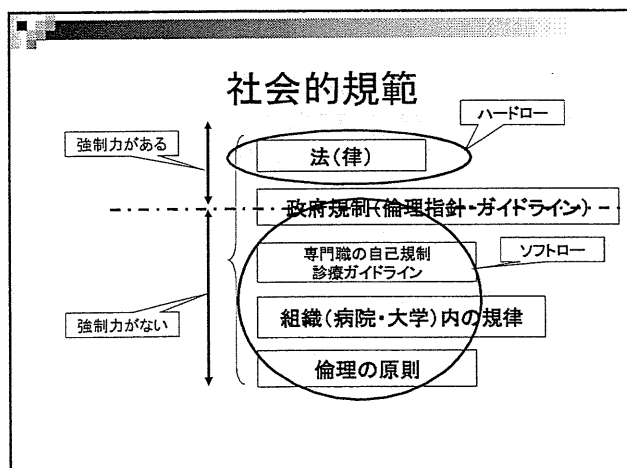 社会的規範
ハードロー
強制力がある
法(律)
政府規制(倫理指針・ガイドライン)
専門職の自己規制
診療ガイドライン
ソフトロー
強制力がない
組織(病院・大学)内の規律
倫理の原則